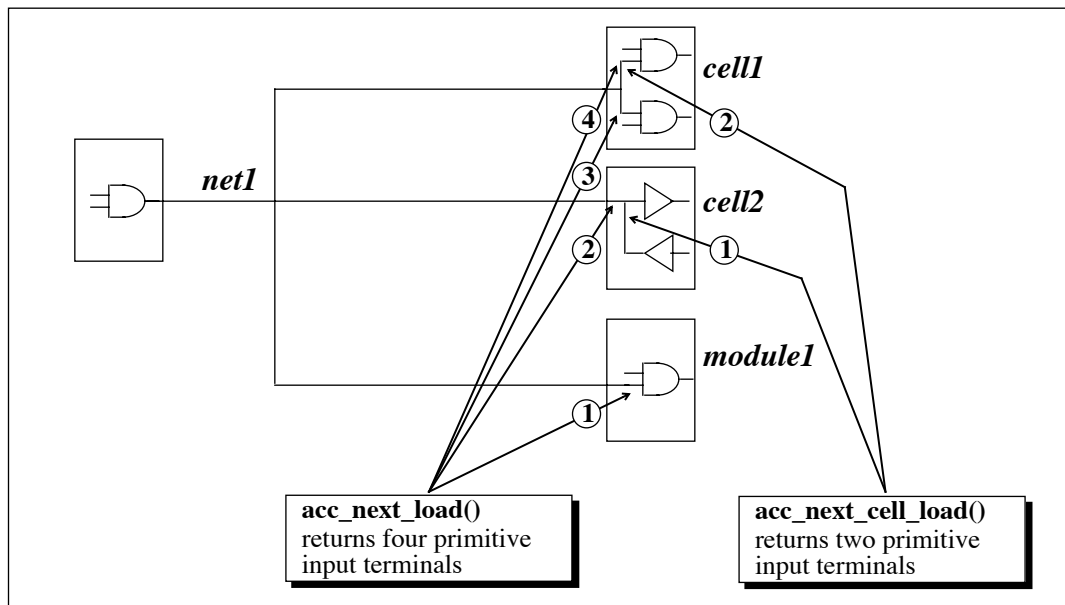 cell1
4
2
3
net1
cell2
2
1
module1
1
acc_next_load()
returns four primitive
input terminals
acc_next_cell_load()
returns two primitive
input terminals